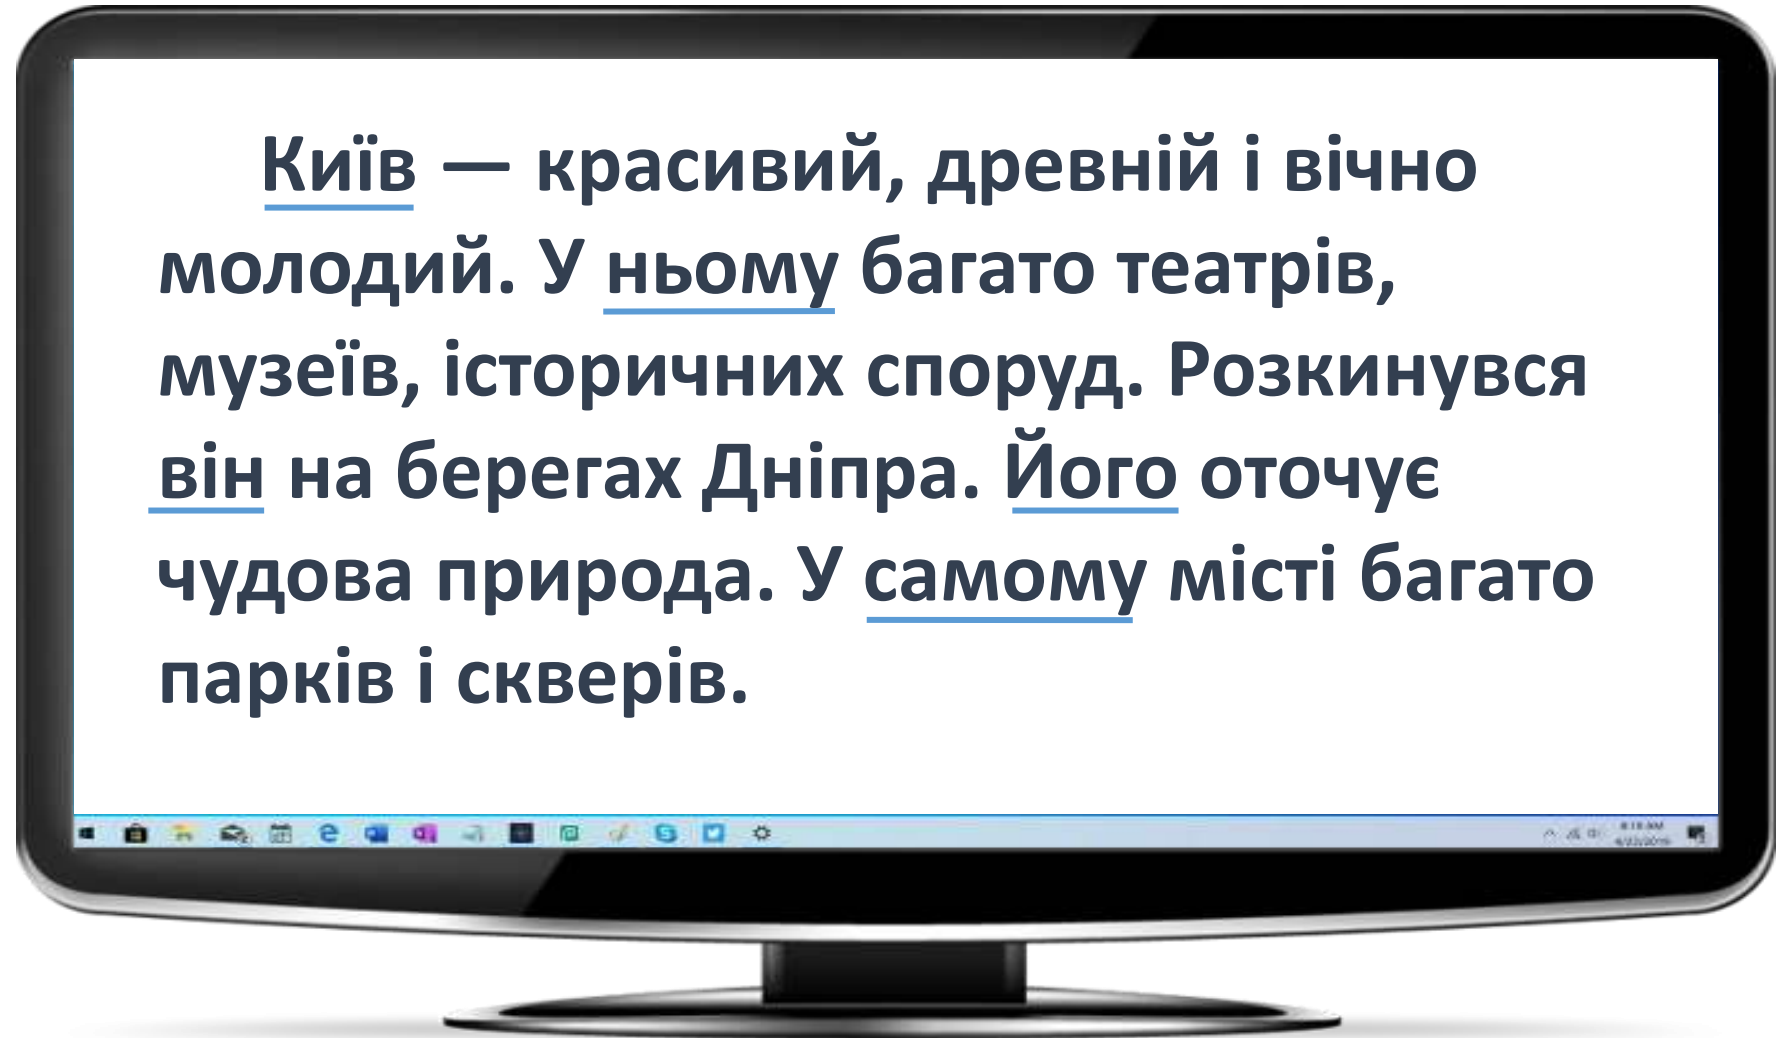 Київ — красивий, древній і вічно
молодий. У ньому багато театрів,
музеїв, історичних споруд. Розкинувся
він на берегах Дніпра. Його оточує
чудова природа. У самому місті багато
парків і скверів.